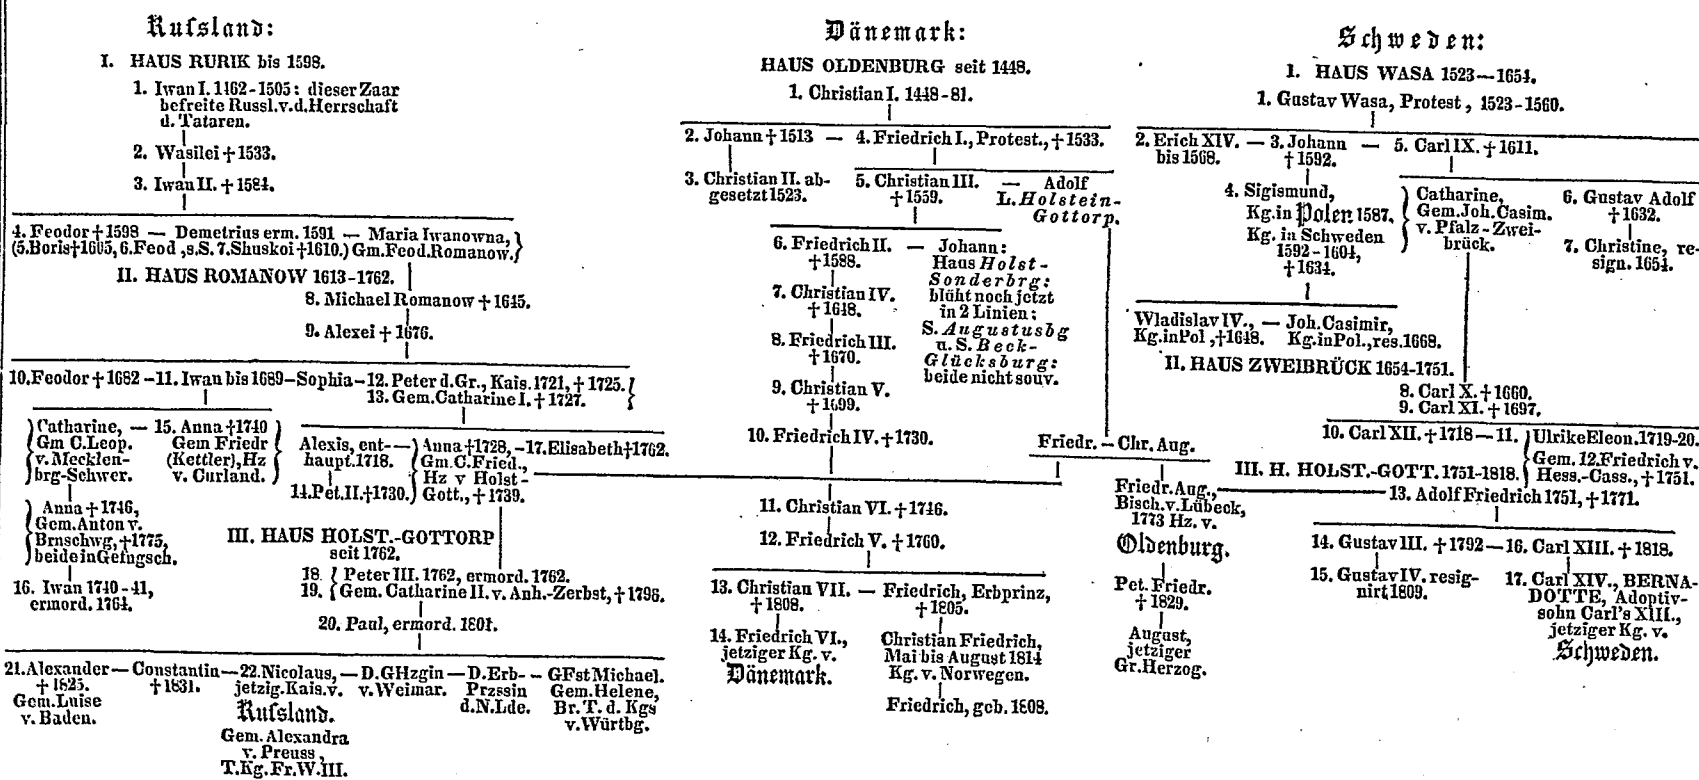 Rufsland:
I. HAUS RURIK bis 1598.
1. Iwan I. 1462-1505: dieser Zaar
befreite Russl.v.d.Herrschaft
d. Tataren.
2. Wasilei † 1533.
3. Iwan II. † 1584.
4. Feodor † 1598 — Demetrius erm. 1591 — Maria Iwanowna,
(5.Boris†1605, 6.Feod ,s.S. 7.Shuskoi †1610.) Gm.Feod.Romanow.
II. HAUS ROMANOW 1613-1762.
8. Michael Romanow † 1645.
9. Alexei † 1676.
10.Feodor † 1682 -11. Iwan bis 1689-Sophia-12. Peter d.Gr., Kais.1721, † 1725.
13. Gem.Catharine I. † 1727.
Catharine, — 15. Anna †1740
Gm C.Leop. Gem Friedr
v.Mecklen- (Kettler), Hz
brg-Schwer. v. Curland.
Anna † 1746,
Gem.Anton v.
Brnschwg, †1775,
beide in Gefngsch.
16. Iwan 1740-41,
ermord. 1764.
Alexis, ent-— Anna †1728, -17. Elisabeth †1762.
haupt.1718. Gm.C.Fried.,
Hz v Holst-
14.Pet.II.†1730. Gott., † 1739.
III. HAUS HOLST.-GOTTORP
seit 1762.
18. Peter III. 1762, ermord. 1762.
19. Gem. Catharine II. v. Anh.-Zerbst, † 1796.
20. Paul, ermord. 1801.
21.Alexander — Constantin — 22.Nicolaus, — D.GHzgin — D.Erb- - GFst Michael.
† 1825. † 1831. jetzig.Kais.v. v.Weimar. Przssin Gem.Helene,
Gem.Luise Rufsland. d.N.Lde. Br. T. d. Kgs
v. Baden. v.Würtbg.
Gem. Alexandra
v. Preuss ,
T.Kg.Fr.W.III.
Dänemark:
HAUS OLDENBURG seit 1448.
1. Christian I. 1448-81.
2. Johann † 1513 — 4. Friedrich I., Protest., † 1533.
3. Christian II. ab-
gesetzt 1523.
5. Christian III. — Adolf
† 1559. L.Holstein-
Gottorp.
6. Friedrich II. — Johann:
† 1588. Haus Holst-
Sonderbrg:
7. Christian IV. blüht noch jetzt
† 1648. in 2 Linien:
S. Augustusbg
8. Friedrich III. u. S. Beck-
† 1670. Glücksburg:
beide nicht souv.
9. Christian V.
† 1699.
10. Friedrich IV. † 1730.
Friedr. — Chr. Aug.
11. Christian VI. † 1746.
12. Friedrich V. † 1760.
13. Christian VII. — Friedrich, Erbprinz,
† 1808. † 1805.
14. Friedrich VI., Christian Friedrich,
jetziger Kg. v. Mai bis August 1814
Dänemark. Kg. v. Norwegen.
Friedrich, geb. 1808.
Friedr. Aug.,
Bisch.v.Lübeck,
1773 Hz. v.
Oldenburg.
Pet. Friedr.
† 1829.
August,
jetziger
Gr.Herzog.
Schweden:
1. HAUS WASA 1523—1654.
1. Gustav Wasa, Protest , 1523-1560.
2. Erich XIV. — 3. Johann — 5. Carl IX. † 1611.
bis 1568. † 1592.
4. Sigismund,
Kg.in Polen 1587,
Kg. in Schweden
1592 - 1604,
† 1634.
Catharine,
Gem.Joh.Casim.
v. Pfalz - Zwei-
brück.
6. Gustav Adolf
† 1632.
7. Christine, re-
sign. 1654.
Wladislav IV., — Joh.Casimir,
Kg.inPol ,†1648. Kg.inPol.,res.1668.
II. HAUS ZWEIBRÜCK 1654-1751.
8. Carl X. † 1660.
9. Carl XI. † 1697.
10. Carl XII. † 1718 — 11. Ulrike Eleon. 1719-20.
Gem. 12.Friedrich v.
Hess.-Cass., † 1751.
III. H. HOLST.-GOTT. 1751-1818.
13. Adolf Friedrich 1751, † 1771.
14. Gustav III. † 1792 — 16. Carl XIII. † 1818.
15. Gustav IV. resig-
nirt 1809.
17. Carl XIV., BERNA-
DOTTE, Adoptiv-
sohn Carl's XIII.,
jetziger Kg. v.
Schweden.